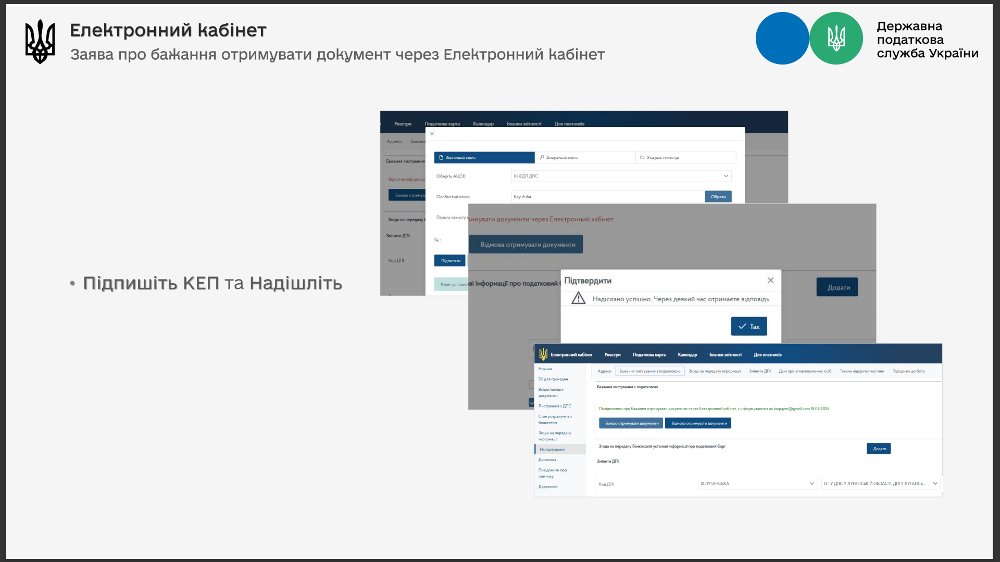 Електронний кабінет
Заява про бажання отримувати документ через Електронний кабінет
Державна
податкова
служба України
• Підпишіть КЕП та Надішліть
Реєстри Податкова карта Календар Бланки звітності Для платників
Адреси
Бажання листування
Відсутня
Бажаю
Згода на передачу
Змінити ДПІ:
Код ДПІ
Файловий ключ Апаратний ключ Хмарне сховище
Оберіть АЦСК: КНЕДП ДПС
Особистий ключ: Key-6.dat Обрати
Пароль захисту
Як :
Підписати
Ключ успішно
документи через Електронний кабінет.
Відмова отримувати документи
інформації про податковий
Додати
Підтвердити
Надіслано успішно. Через деякий час отримаєте відповідь.
Так
Електронний кабінет Реєстри Податкова карта Календар Бланки звітності Для платників
Новини
ЕК для громадян
Вхідні/вихідні
документи
Листування з ДПС
Стан розрахунків з
бюджетом
Згоди на передачу
інформації
Налаштування
Допомога
Повідомити про
помилку
Додатково
Адреси Бажання листування з податковою Згода на передачу інформації Змінити ДПІ Дані про уповноважених осіб Токени відкритої частини Під'єднані до бота
Бажання листування з податковою
Повідомлено про бажання отримувати документи через Електронний кабінет, з інформуванням на taxpayer@gmail.com 18.06.2025.
Бажаю отримувати документи Відмова отримувати документи
Згода на передачу банківській установі інформації про податковий борг
Додати
Змінити ДПІ:
Код ДПІ 12 ЛУГАНСЬКА 14 ГУ ДПС У ЛУГАНСЬКІЙ ОБЛАСТІ, ДПІ У ЛУГАНСЬ...